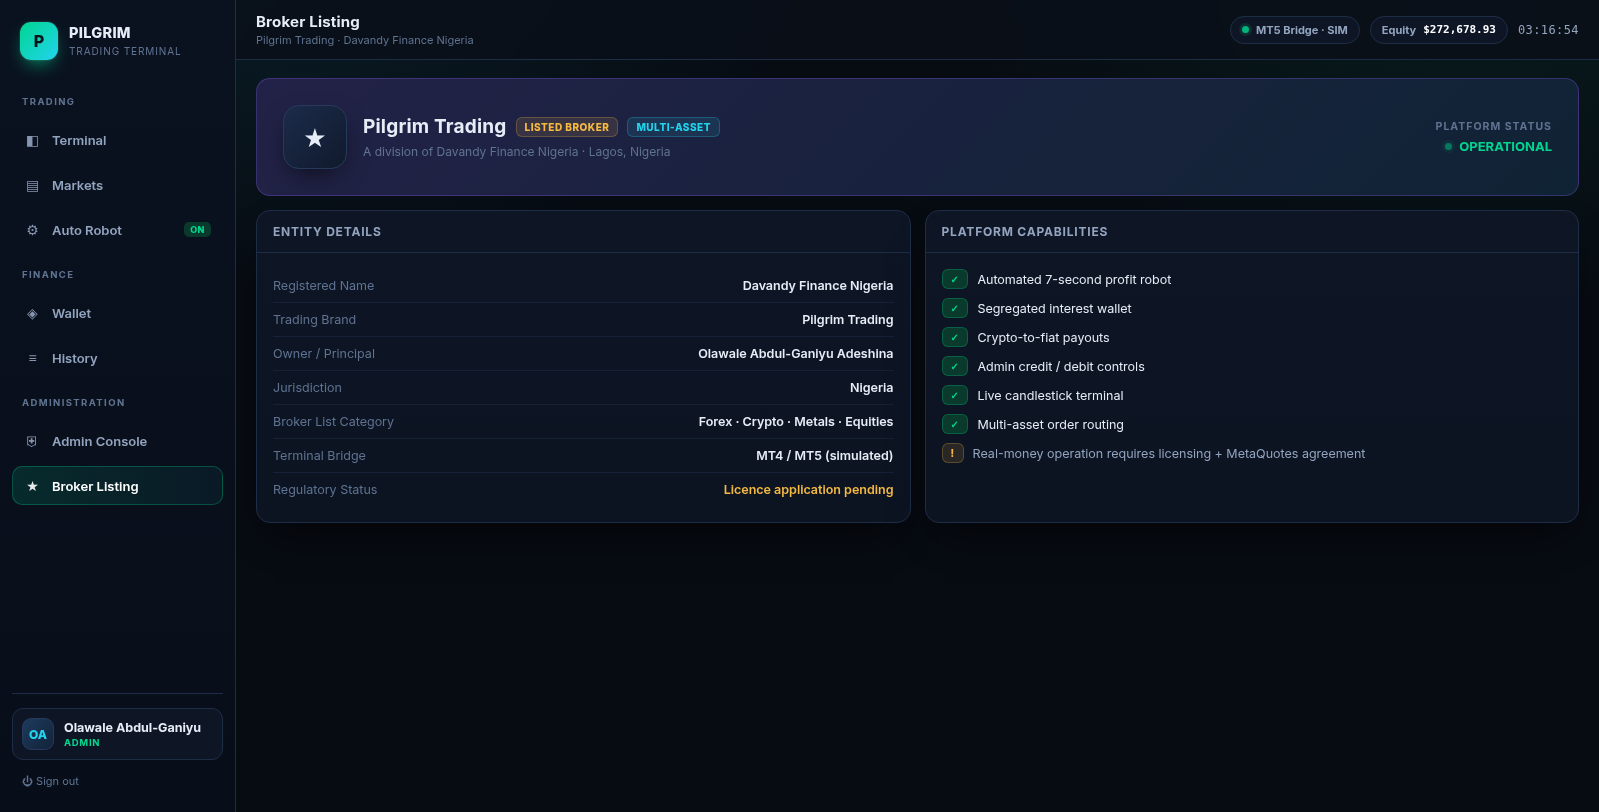 P
PILGRIM
TRADING TERMINAL
TRADING
Terminal
Markets
Auto Robot ON
FINANCE
Wallet
History
ADMINISTRATION
Admin Console
Broker Listing
OA
Olawale Abdul-Ganiyu
ADMIN
Sign out
Broker Listing
Pilgrim Trading · Davandy Finance Nigeria
MT5 Bridge · SIM
Equity $272,678.93
03:16:54
Pilgrim Trading LISTED BROKER MULTI-ASSET
A division of Davandy Finance Nigeria · Lagos, Nigeria
PLATFORM STATUS
OPERATIONAL
ENTITY DETAILS
Registered Name Davandy Finance Nigeria
Trading Brand Pilgrim Trading
Owner / Principal Olawale Abdul-Ganiyu Adeshina
Jurisdiction Nigeria
Broker List Category Forex · Crypto · Metals · Equities
Terminal Bridge MT4 / MT5 (simulated)
Regulatory Status Licence application pending
PLATFORM CAPABILITIES
✓ Automated 7-second profit robot
✓ Segregated interest wallet
✓ Crypto-to-fiat payouts
✓ Admin credit / debit controls
✓ Live candlestick terminal
✓ Multi-asset order routing
! Real-money operation requires licensing + MetaQuotes agreement